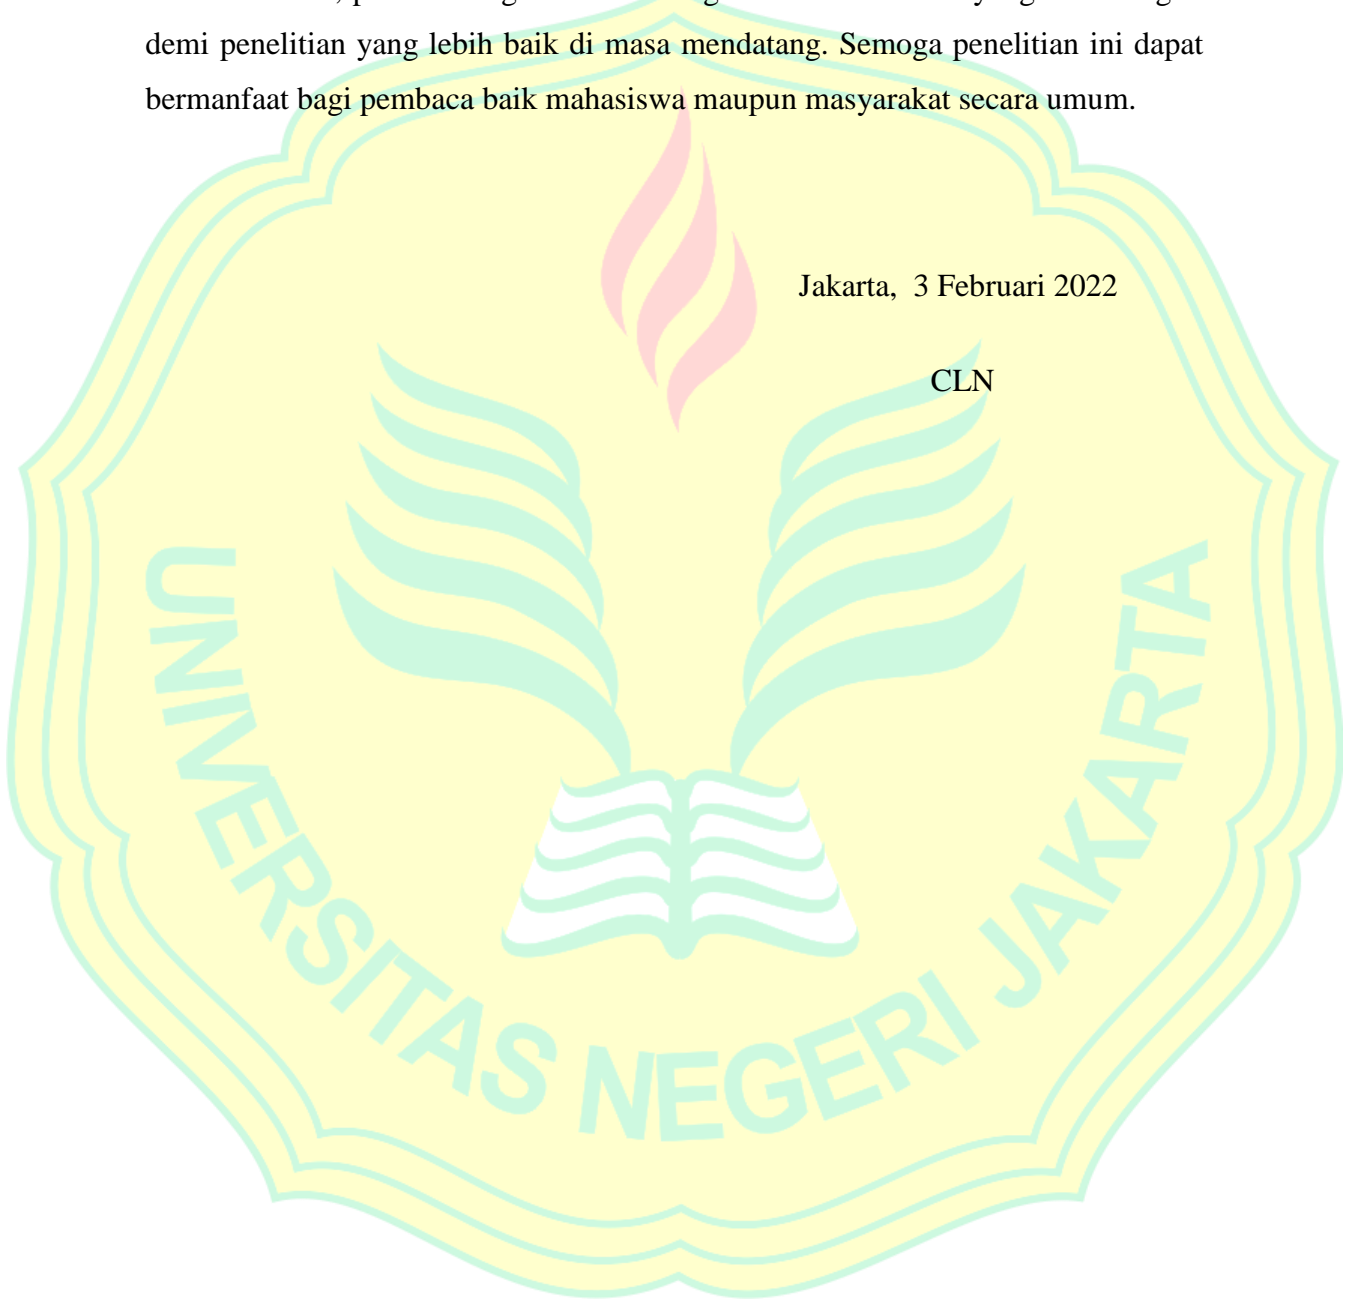 demi penelitian yang lebih baik di masa mendatang. Semoga penelitian ini dapat
bermanfaat bagi pembaca baik mahasiswa maupun masyarakat secara umum.
Jakarta,  3 Februari 2022
CLN
UNIVERSITAS NEGERI JAKARTA